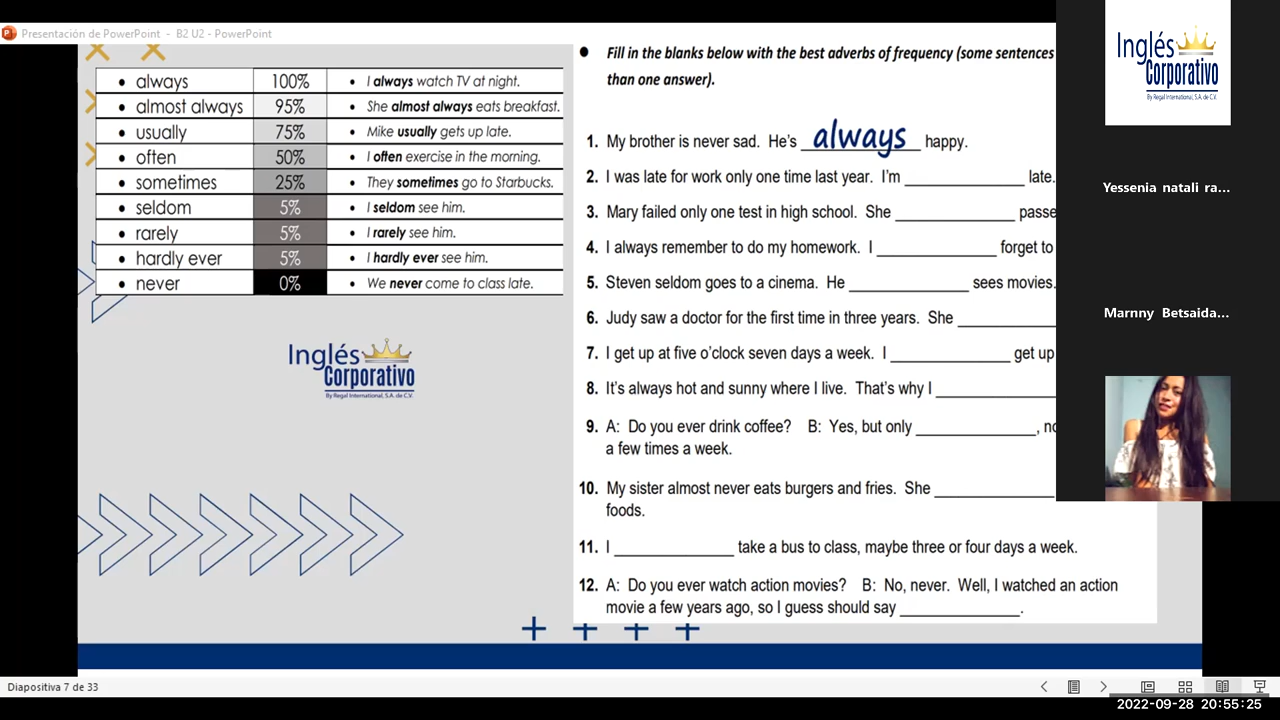 Presentación de PowerPoint - B2 U2 - PowerPoint
• always 100% • I always watch TV at night.
• almost always 95% • She almost always eats breakfast.
• usually 75% • Mike usually gets up late.
• often 50% • I often exercise in the morning.
• sometimes 25% • They sometimes go to Starbucks.
• seldom 5% • I seldom see him.
• rarely 5% • I rarely see him.
• hardly ever 5% • I hardly ever see him.
• never 0% • We never come to class late.
Inglés
Corporativo
By Regal International, S.A. de C.V.
• Fill in the blanks below with the best adverbs of frequency (some sentences
than one answer).
1. My brother is never sad. He's always happy.
2. I was late for work only one time last year. I'm ____________ late.
3. Mary failed only one test in high school. She ____________ passe
4. I always remember to do my homework. I ____________ forget to
5. Steven seldom goes to a cinema. He ____________ sees movies.
6. Judy saw a doctor for the first time in three years. She ____________
7. I get up at five o'clock seven days a week. I ____________ get up
8. It's always hot and sunny where I live. That's why I ____________
9. A: Do you ever drink coffee? B: Yes, but only ____________, no
a few times a week.
10. My sister almost never eats burgers and fries. She ____________
foods.
11. I ____________ take a bus to class, maybe three or four days a week.
12. A: Do you ever watch action movies? B: No, never. Well, I watched an action
movie a few years ago, so I guess should say ____________.
Inglés
Corporativo
By Regal International, S.A. de C.V.
Yessenia natali ra...
Marnny Betsaida...
Diapositiva 7 de 33
2022-09-28 20:55:25